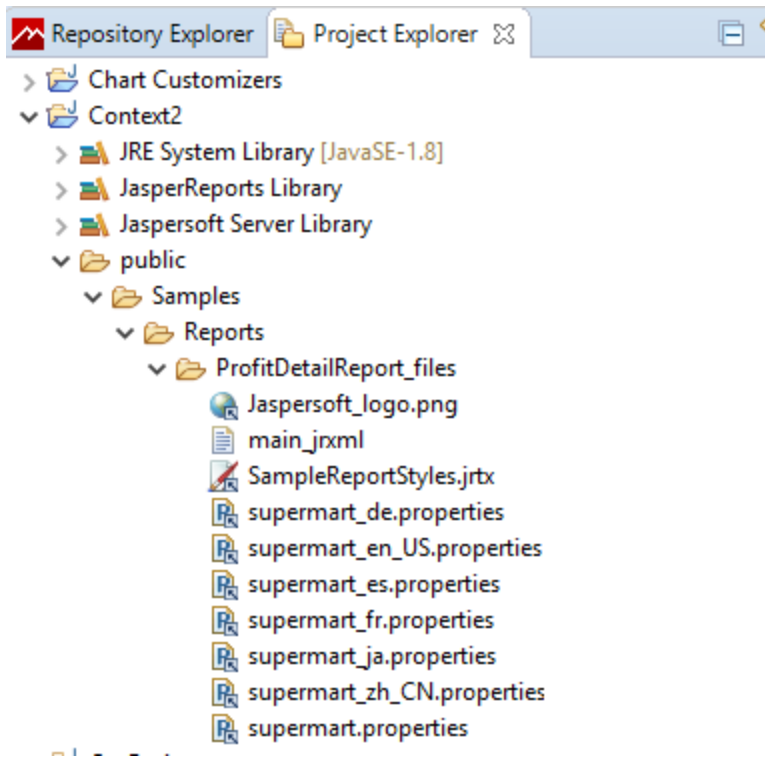 Repository Explorer Project Explorer
Chart Customizers
Context2
JRE System Library [JavaSE-1.8]
JasperReports Library
Jaspersoft Server Library
public
Samples
Reports
ProfitDetailReport_files
Jaspersoft_logo.png
main_jrxml
SampleReportStyles.jrtx
supermart_de.properties
supermart_en_US.properties
supermart_es.properties
supermart_fr.properties
supermart_ja.properties
supermart_zh_CN.properties
supermart.properties